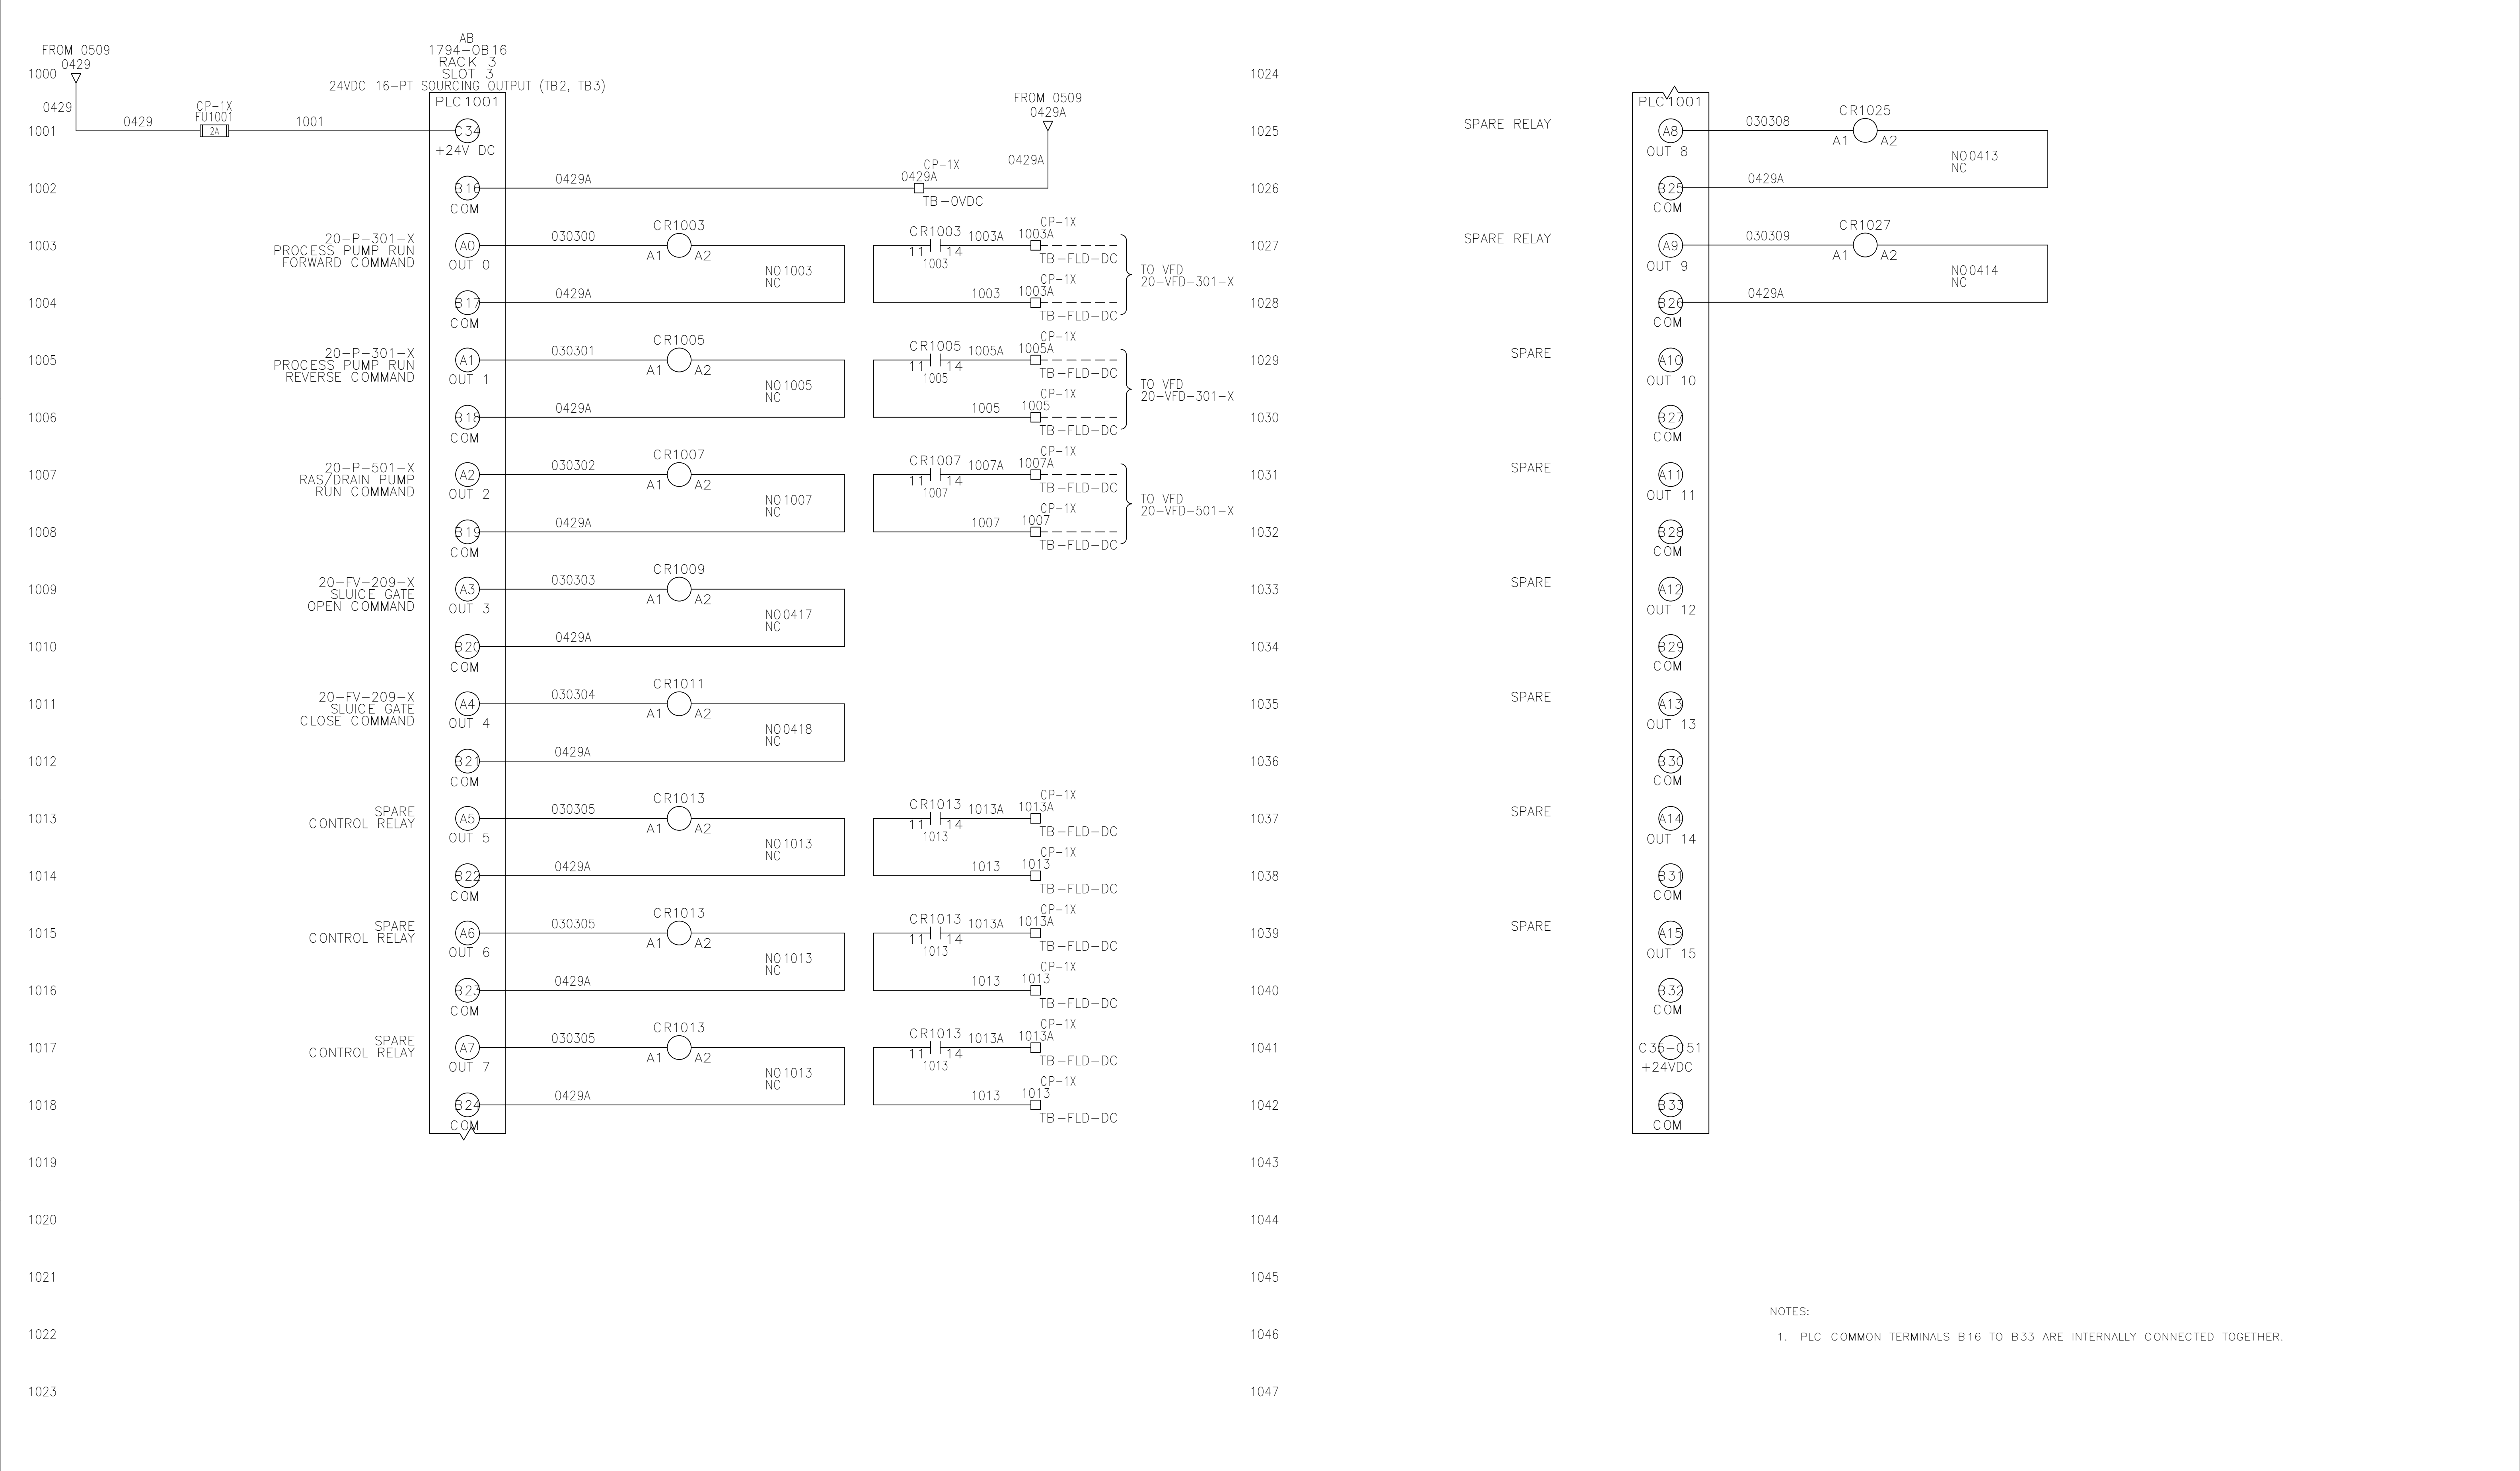 FROM 0509
0429
1000
0429
1001
0429
CP-1X
FU1001
2A
1001
AB
1794-OB16
RACK 3
SLOT 3
24VDC 16-PT SOURCING OUTPUT (TB2, TB3)
PLC1001
C34
+24V DC
FROM 0509
0429A
0429A
1002
B16
COM
0429A
CP-1X
0429A
TB-0VDC
1003
20-P-301-X
PROCESS PUMP RUN
FORWARD COMMAND
A0
OUT 0
030300
CR1003
A1 A2
NO1003
NC
CR1003
11 14
1003
1003A
CP-1X
1003A
TB-FLD-DC
TO VFD
20-VFD-301-X
1004
B17
COM
0429A
1003
CP-1X
1003A
TB-FLD-DC
1005
20-P-301-X
PROCESS PUMP RUN
REVERSE COMMAND
A1
OUT 1
030301
CR1005
A1 A2
NO1005
NC
CR1005
11 14
1005
1005A
CP-1X
1005A
TB-FLD-DC
TO VFD
20-VFD-301-X
1006
B18
COM
0429A
1005
CP-1X
1005
TB-FLD-DC
1007
20-P-501-X
RAS/DRAIN PUMP
RUN COMMAND
A2
OUT 2
030302
CR1007
A1 A2
NO1007
NC
CR1007
11 14
1007
1007A
CP-1X
1007A
TB-FLD-DC
TO VFD
20-VFD-501-X
1008
B19
COM
0429A
1007
CP-1X
1007
TB-FLD-DC
1009
20-FV-209-X
SLUICE GATE
OPEN COMMAND
A3
OUT 3
030303
CR1009
A1 A2
NO0417
NC
1010
B20
COM
0429A
1011
20-FV-209-X
SLUICE GATE
CLOSE COMMAND
A4
OUT 4
030304
CR1011
A1 A2
NO0418
NC
1012
B21
COM
0429A
1013
SPARE
CONTROL RELAY
A5
OUT 5
030305
CR1013
A1 A2
NO1013
NC
CR1013
11 14
1013
1013A
CP-1X
1013A
TB-FLD-DC
1014
B22
COM
0429A
1013
CP-1X
1013
TB-FLD-DC
1015
SPARE
CONTROL RELAY
A6
OUT 6
030305
CR1013
A1 A2
NO1013
NC
CR1013
11 14
1013
1013A
CP-1X
1013A
TB-FLD-DC
1016
B23
COM
0429A
1013
CP-1X
1013
TB-FLD-DC
1017
SPARE
CONTROL RELAY
A7
OUT 7
030305
CR1013
A1 A2
NO1013
NC
CR1013
11 14
1013
1013A
CP-1X
1013A
TB-FLD-DC
1018
B24
COM
0429A
1013
CP-1X
1013
TB-FLD-DC
1019
1020
1021
1022
1023
1024
PLC1001
1025
SPARE RELAY
A8
OUT 8
030308
CR1025
A1 A2
NO0413
NC
1026
B25
COM
0429A
1027
SPARE RELAY
A9
OUT 9
030309
CR1027
A1 A2
NO0414
NC
1028
B26
COM
0429A
1029
SPARE
A10
OUT 10
1030
B27
COM
1031
SPARE
A11
OUT 11
1032
B28
COM
1033
SPARE
A12
OUT 12
1034
B29
COM
1035
SPARE
A13
OUT 13
1036
B30
COM
1037
SPARE
A14
OUT 14
1038
B31
COM
1039
SPARE
A15
OUT 15
1040
B32
COM
1041
C35-C51
+24VDC
1042
B33
COM
1043
1044
1045
1046
1047
NOTES:
1. PLC COMMON TERMINALS B16 TO B33 ARE INTERNALLY CONNECTED TOGETHER.